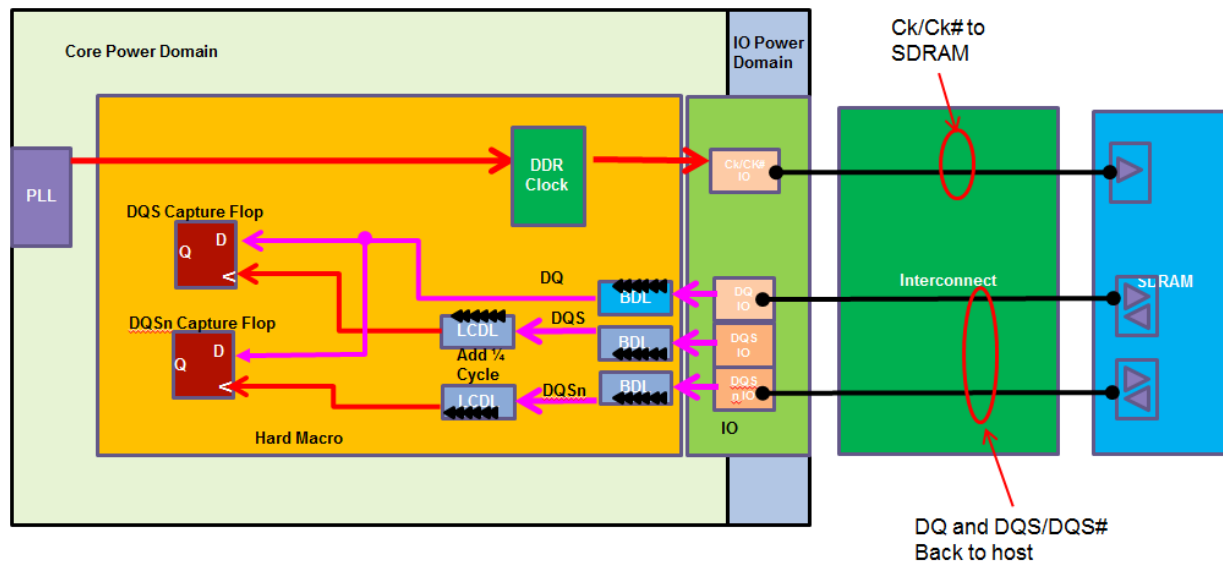 Ck/Ck# to
SDRAM
Core Power Domain
IO Power
Domain
PLL
DDR
Clock
Ck/CK#
IO
DQS Capture Flop
D
Q
DQ
BDL
DQ
IO
Interconnect
SDRAM
DQSn Capture Flop
LCDL
DQS
BDL
DQS
IO
D
Q
Add ¼
Cycle
LCDL
DQSn
BDL
DQS
n IO
Hard Macro
IO
DQ and DQS/DQS#
Back to host